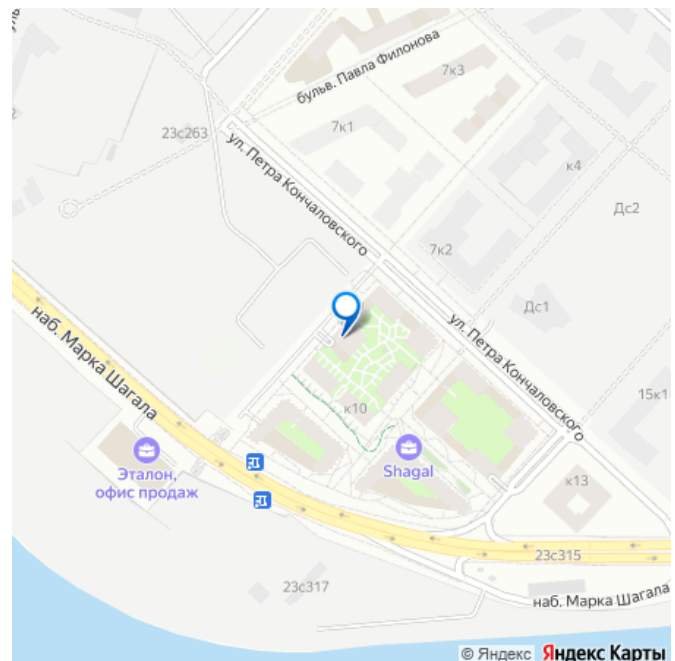 бульв. Павла Филонова
7к3
7к1
23с263
ул. Петра Кончаловского
к4
Дс2
7к2
Дс1
наб. Марка Шагала
ул. Петра Кончаловского
15к1
к10
Эталон,
офис продаж
Shagal
к13
23с315
23с317
наб. Марка Шагала
© Яндекс Яндекс Карты